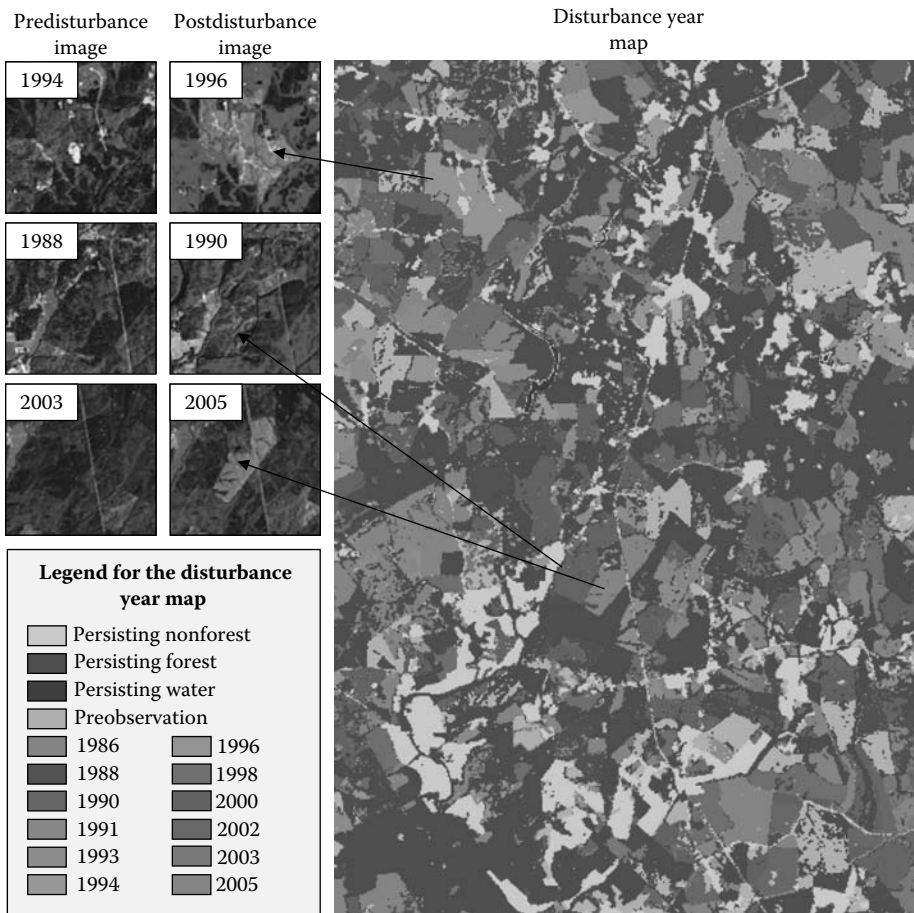 Predisturbance
image
Postdisturbance
image
Disturbance year
map
1994
1996
1988
1990
2003
2005
Legend for the disturbance
year map
Persisting nonforest
Persisting forest
Persisting water
Preobservation
1986
1988
1990
1991
1993
1994
1996
1998
2000
2002
2003
2005